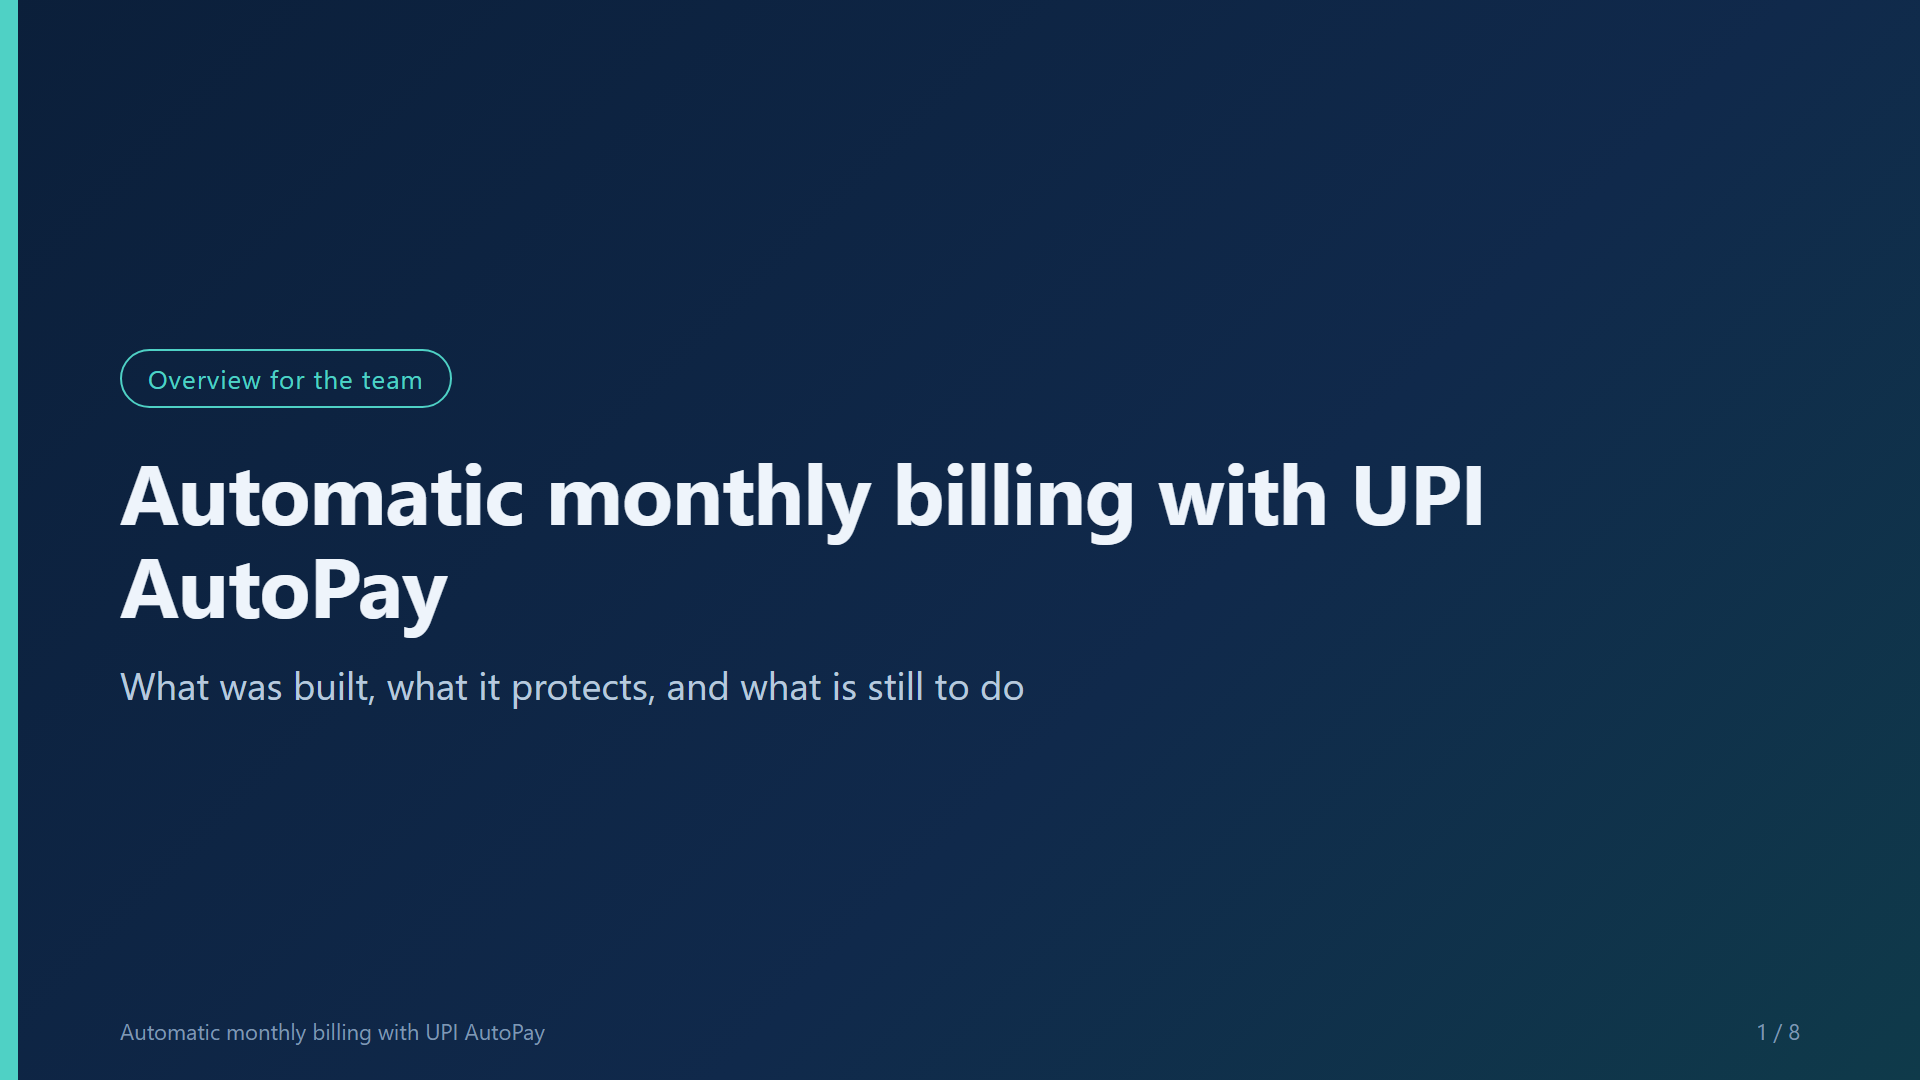 Overview for the team
Automatic monthly billing with UPI
AutoPay
What was built, what it protects, and what is still to do
Automatic monthly billing with UPI AutoPay
1 / 8